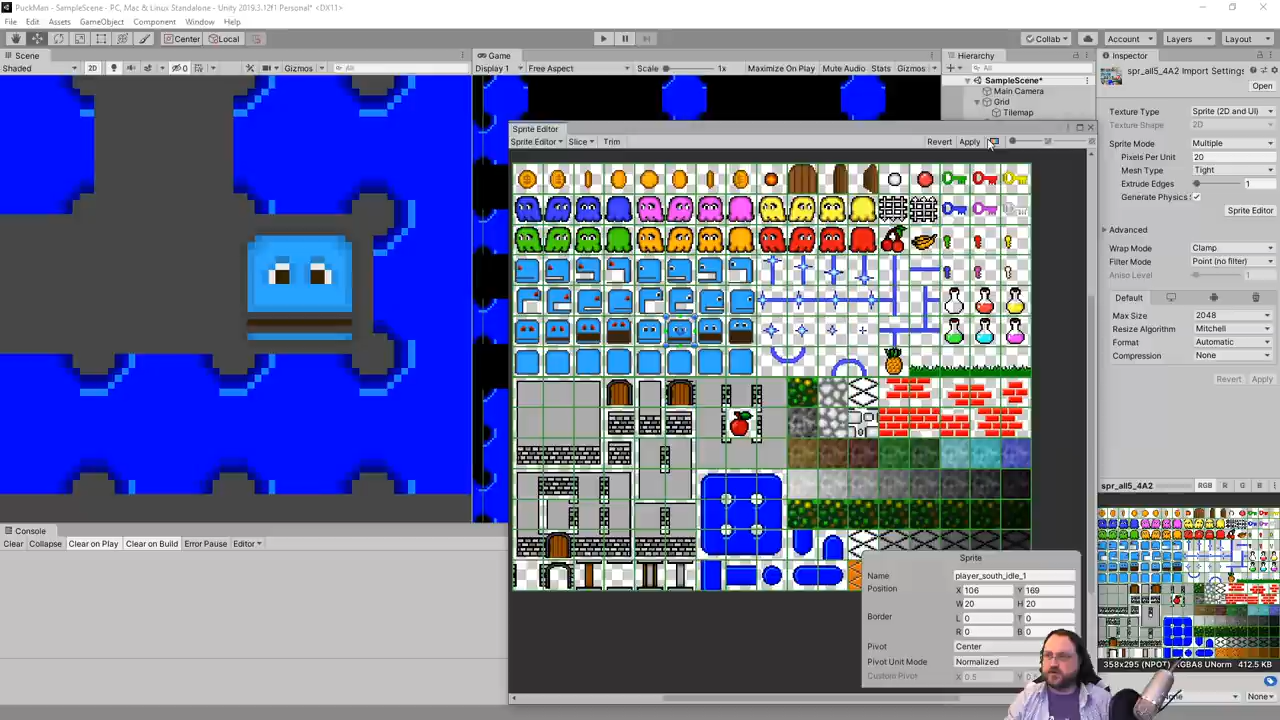 PuckMan - SampleScene - PC, Mac & Linux Standalone - Unity 2019.3.12f1 Personal* <DX11>
File Edit Assets GameObject Component Window Help
Center Local Collab Account Layers Layout
Scene
Shaded 2D 0 Gizmos All
Game
Display 1 Free Aspect Scale 1x Maximize On Play Mute Audio Stats Gizmos
Hierarchy
All
SampleScene*
Main Camera
Grid
Tilemap
Sprite Editor
Sprite Editor Slice Trim Revert Apply
Sprite
Name player_south_idle_1
Position X 106 Y 169
W 20 H 20
Border L 0 T 0
R 0 B 0
Pivot Center
Pivot Unit Mode Normalized
Custom Pivot X 0.5
Console
Clear Collapse Clear on Play Clear on Build Error Pause Editor
Inspector
spr_all5_4A2 Import Settings
Open
Texture Type Sprite (2D and UI)
Texture Shape 2D
Sprite Mode Multiple
Pixels Per Unit 20
Mesh Type Tight
Extrude Edges 1
Generate Physics
Sprite Editor
Advanced
Wrap Mode Clamp
Filter Mode Point (no filter)
Aniso Level 1
Default
Max Size 2048
Resize Algorithm Mitchell
Format Automatic
Compression None
Revert Apply
spr_all5_4A2 RGB R G B
358x295 (NPOT) RGBA8 UNorm 412.5 KB
None